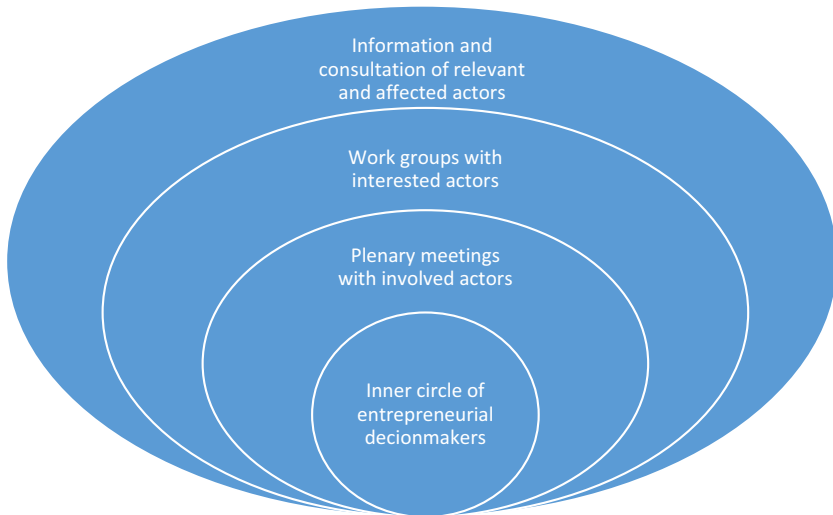 Information and
consultation of relevant
and affected actors
Work groups with
interested actors
Plenary meetings
with involved actors
Inner circle of
entrepreneurial
decionmakers